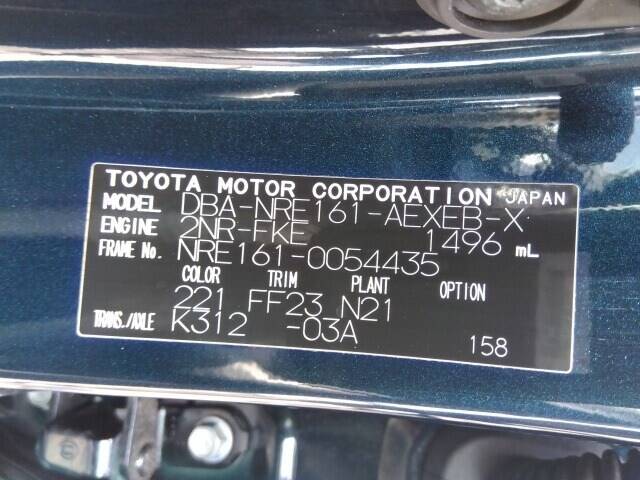 TOYOTA MOTOR CORPORATION JAPAN
MODEL DBA-NRE161-AEXEB-X
ENGINE 2NR-FKE 1496 mL
FRAME No. NRE161-0054435
COLOR TRIM PLANT OPTION
221 FF23 N21
TRANS./AXLE K312 -03A
158